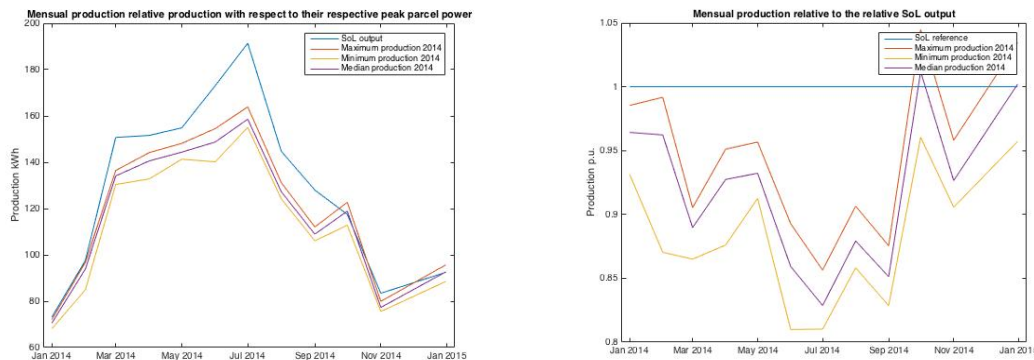 Mensual production relative production with respect to their respective peak parcel power
200
180
160
140
120
100
80
60
Production kWh
SoL output
Maximum production 2014
Minimum production 2014
Median production 2014
Jan 2014 Mar 2014 May 2014 Jul 2014 Sep 2014 Nov 2014 Jan 2015
Mensual production relative to the relative SoL output
1.05
1
0.95
0.9
0.85
0.8
Production p.u.
SoL reference
Maximum production 2014
Minimum production 2014
Median production 2014
Jan 2014 Mar 2014 May 2014 Jul 2014 Sep 2014 Nov 2014 Jan 2015